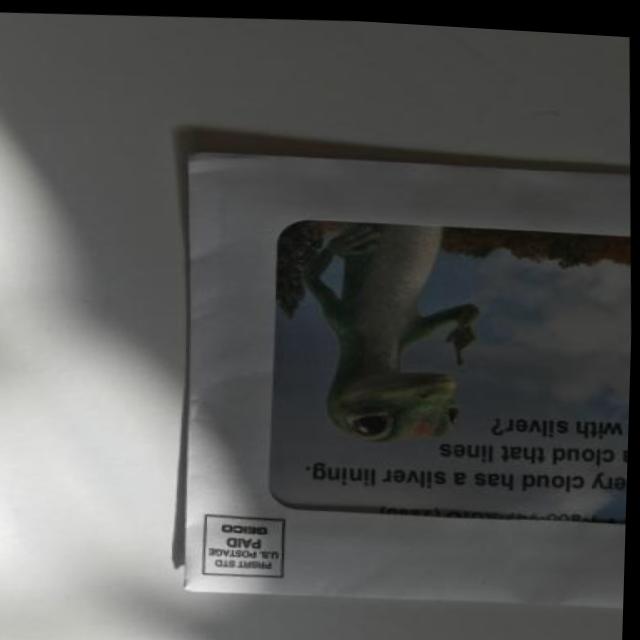 PRSRT STD
U.S. POSTAGE
PAID
GEICO
ery cloud has a silver lining.
a cloud that lines
with silver?